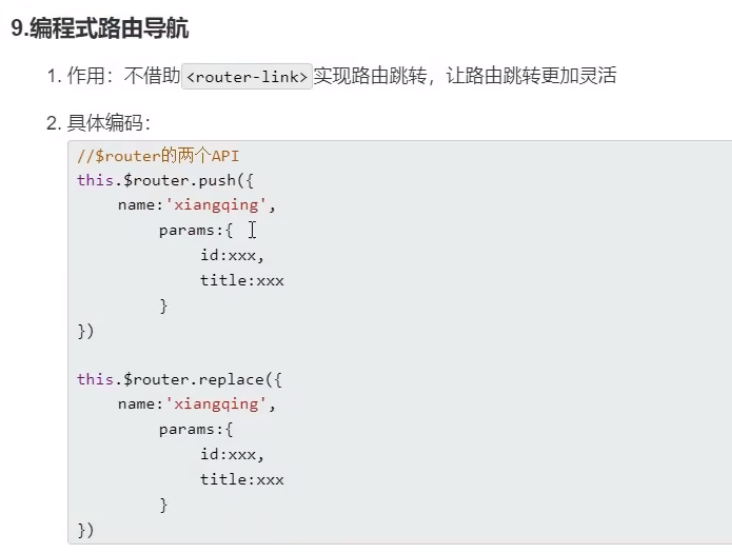 9.编程式路由导航
1. 作用：不借助<router-link>实现路由跳转，让路由跳转更加灵活
2. 具体编码：
//$router的两个API
this.$router.push({
    name:'xiangqing',
        params:{
            id:xxx,
            title:xxx
        }
})

this.$router.replace({
    name:'xiangqing',
        params:{
            id:xxx,
            title:xxx
        }
})